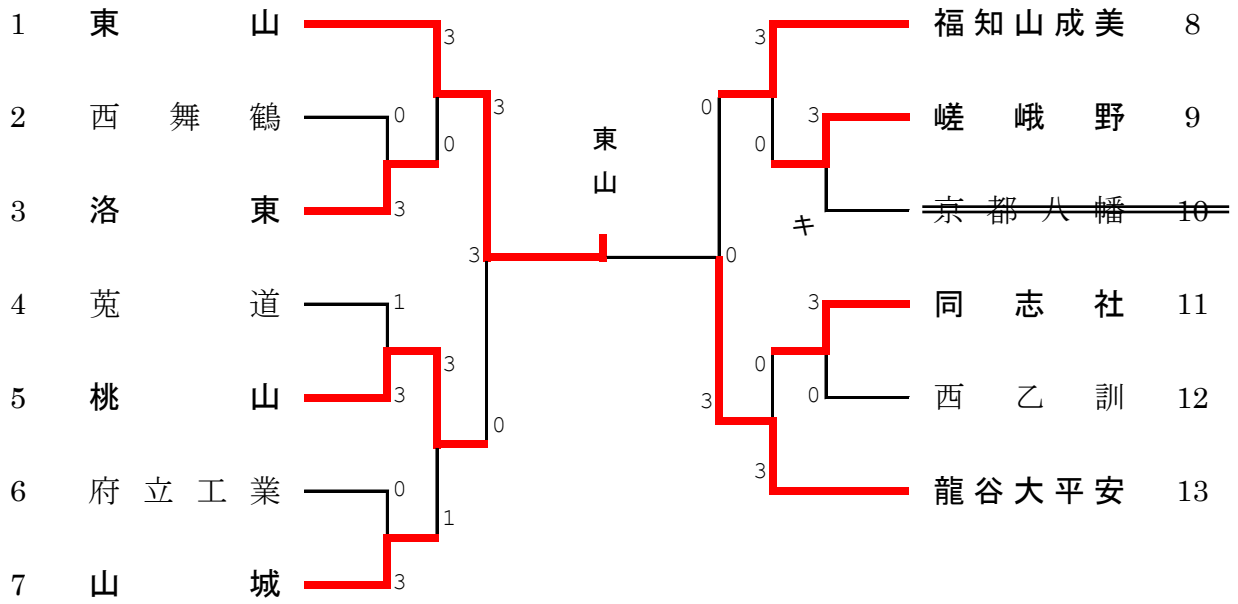 1 東山 3 3 福知山成美 8
2 西舞鶴 0 3 0 3 嵯峨野 9
0 東山 0
3 洛東 3 キ 京都八幡 10
3 0
4 莵道 1 3 同志社 11
3 0
5 桃山 3 3 0 西乙訓 12
0
6 府立工業 0 1 3 龍谷大平安 13
7 山城 3